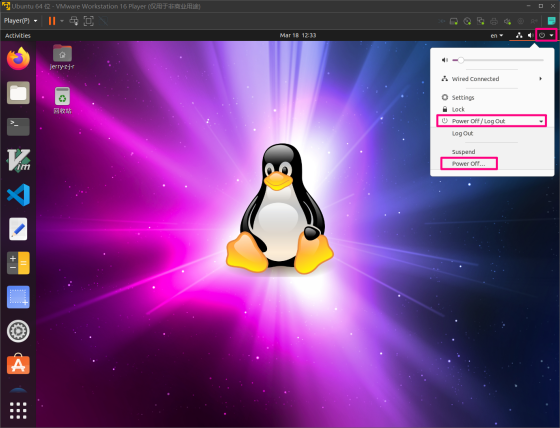 Ubuntu 64 位 - VMware Workstation 16 Player (仅用于非商业用途)
Player(P)
Activities
Mar 18 12:33
en
jerry-z-j-r
回收站
Wired Connected
Settings
Lock
Power Off / Log Out
Log Out
Suspend
Power Off...